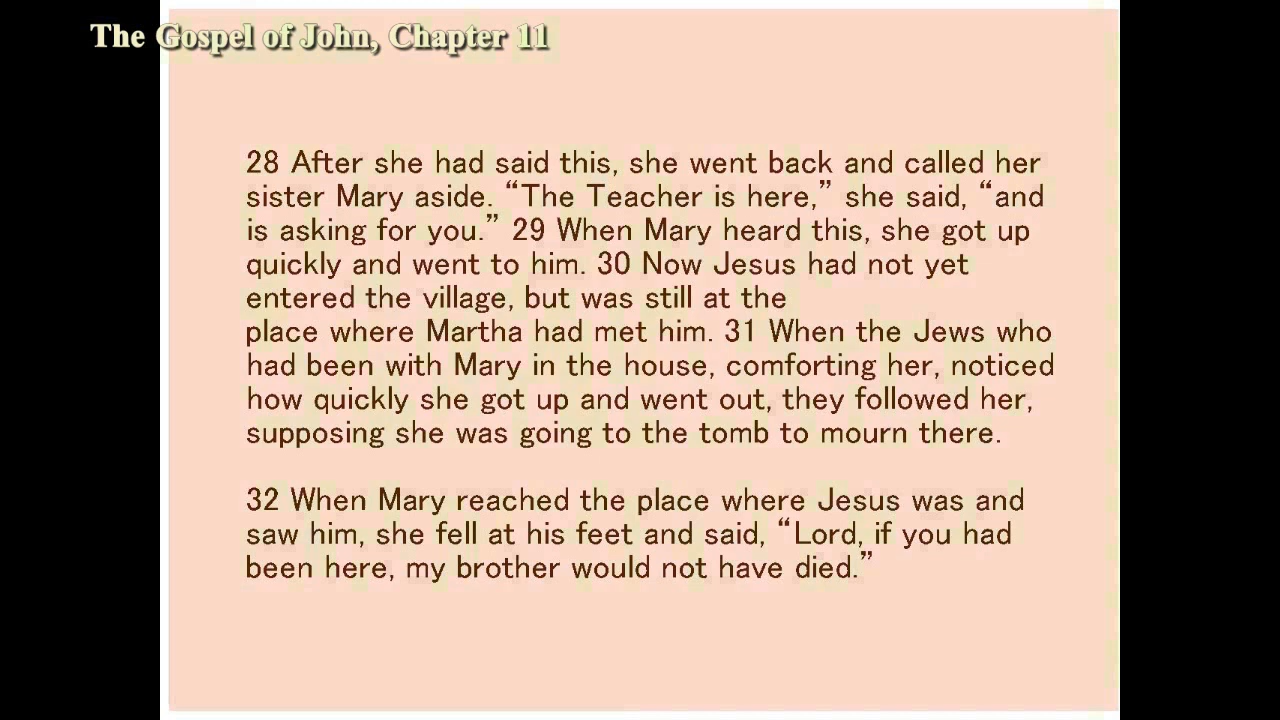 The Gospel of John, Chapter 11
28 After she had said this, she went back and called her
sister Mary aside. “The Teacher is here,” she said, “and
is asking for you.” 29 When Mary heard this, she got up
quickly and went to him. 30 Now Jesus had not yet
entered the village, but was still at the
place where Martha had met him. 31 When the Jews who
had been with Mary in the house, comforting her, noticed
how quickly she got up and went out, they followed her,
supposing she was going to the tomb to mourn there.
32 When Mary reached the place where Jesus was and
saw him, she fell at his feet and said, “Lord, if you had
been here, my brother would not have died.”